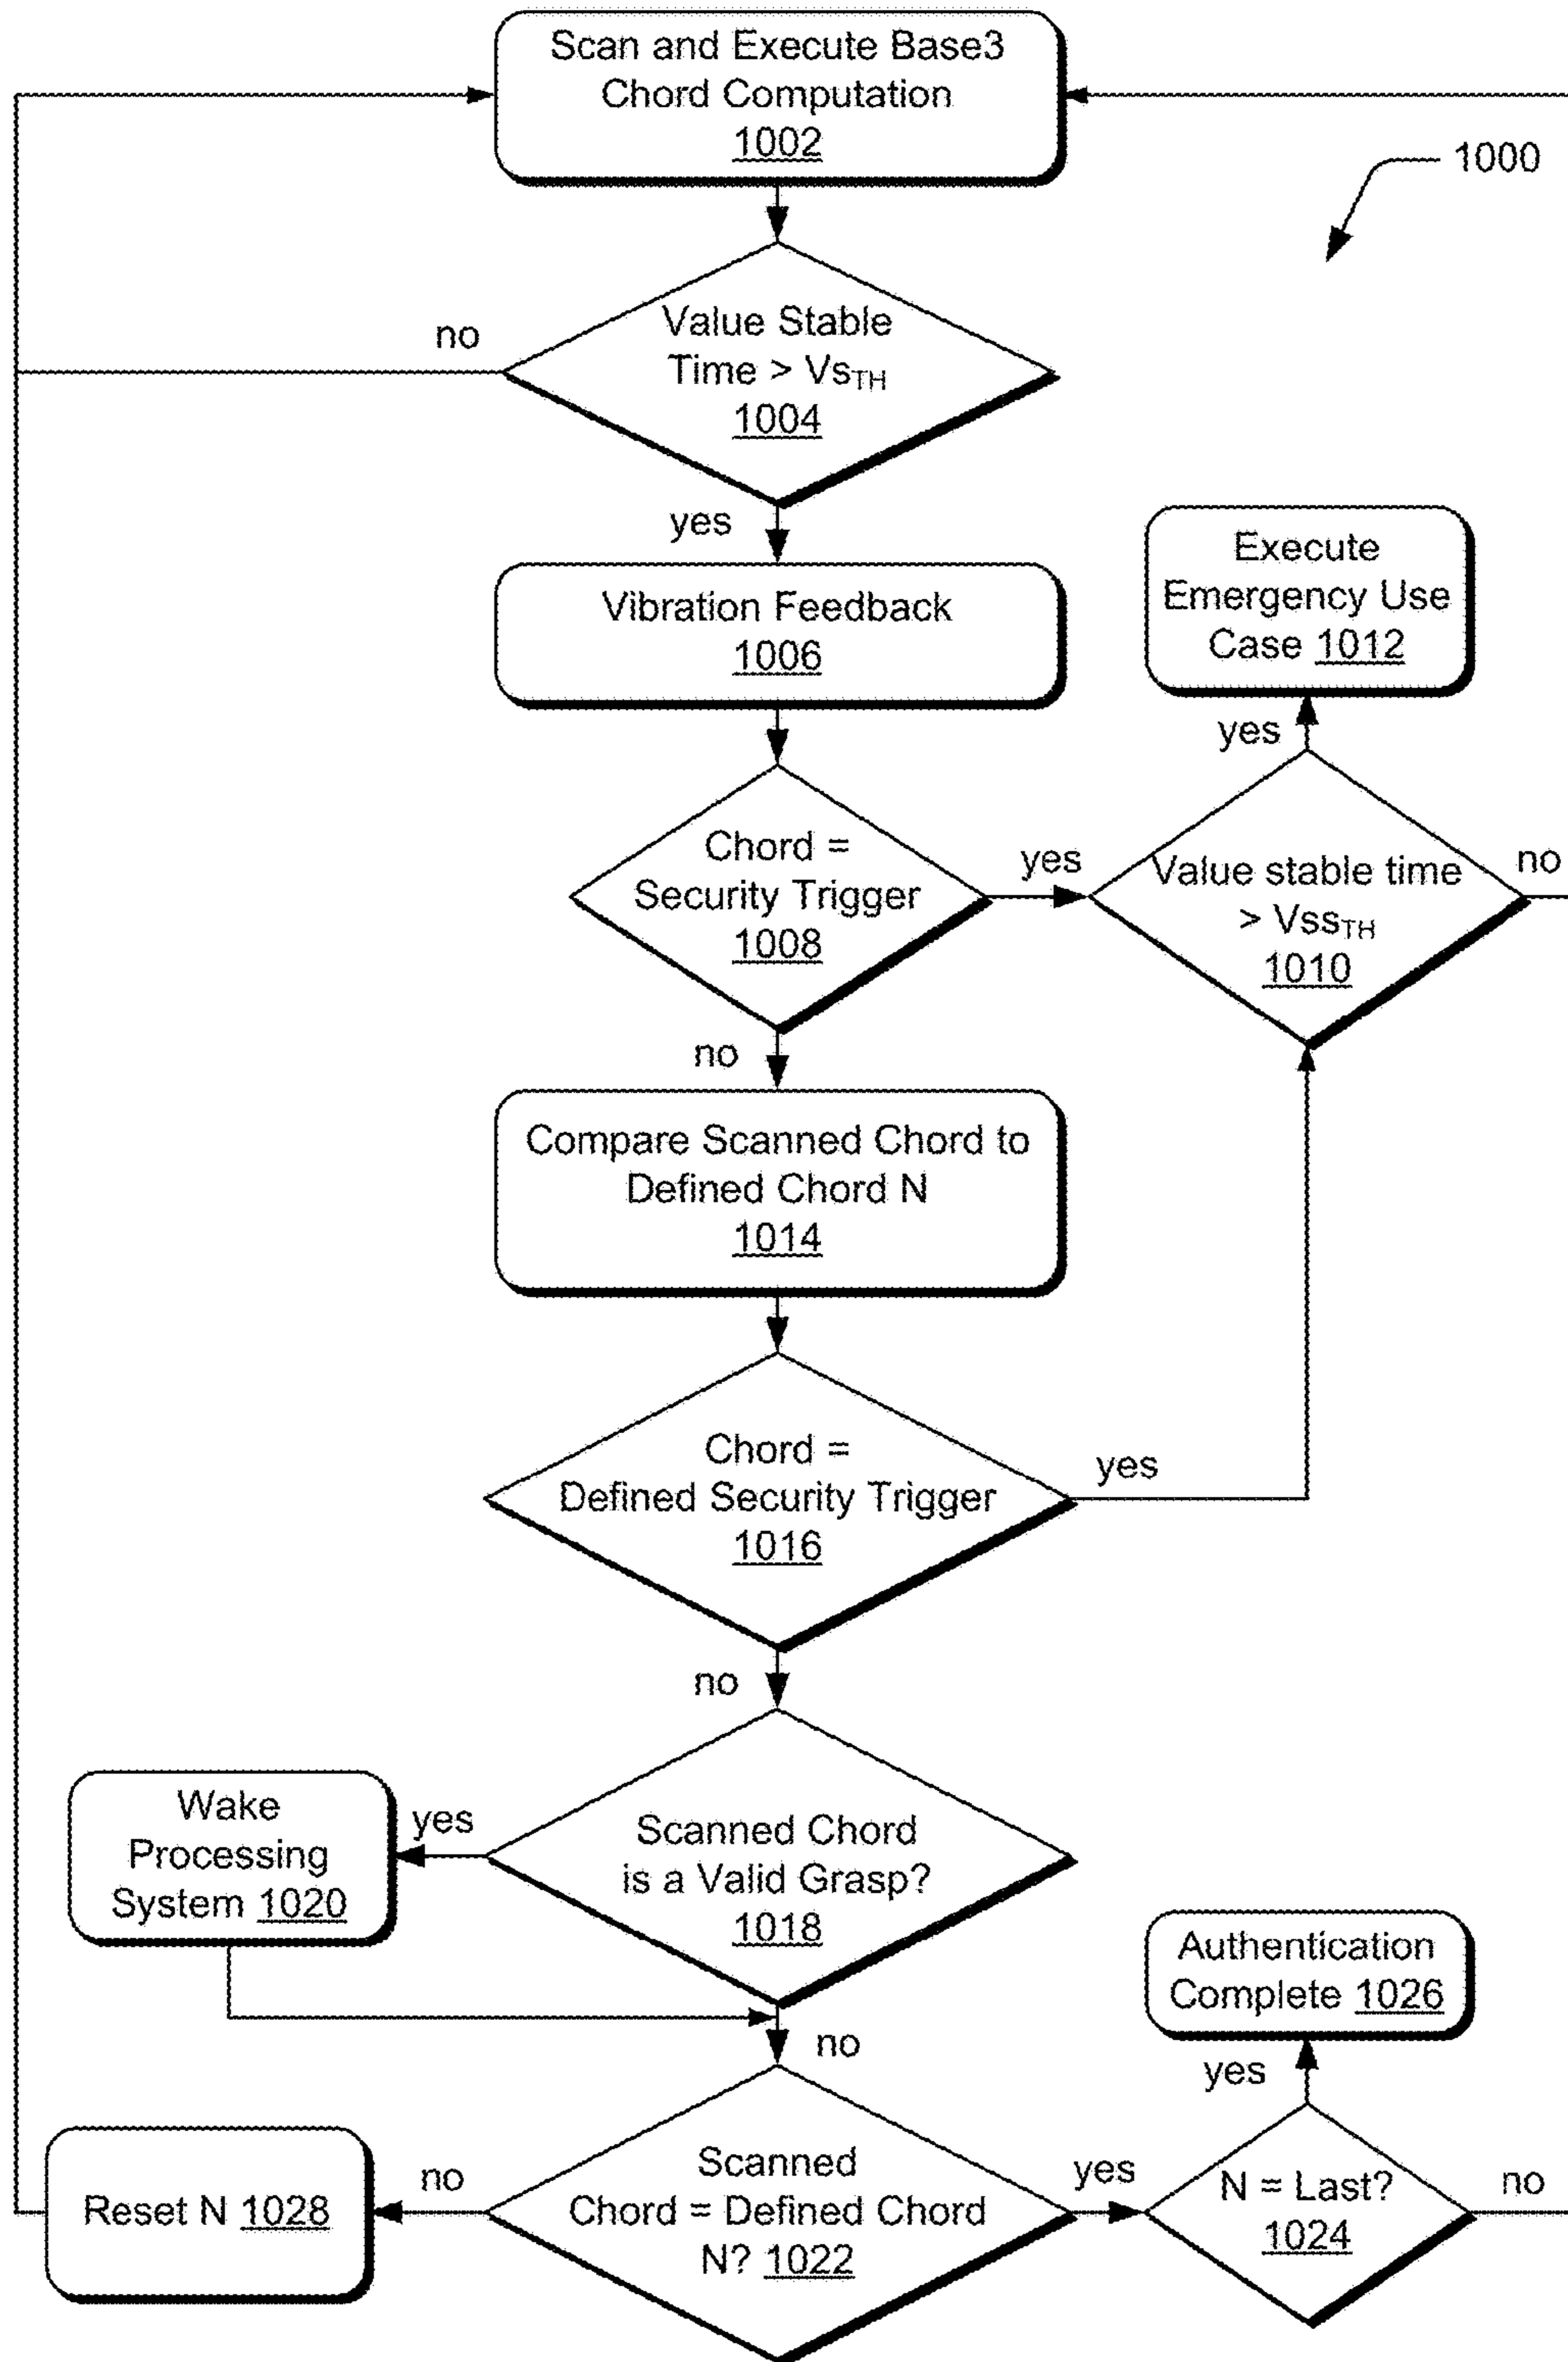 Scan and Execute Base3
Chord Computation
1002
1000
Value Stable
Time > VsTH
1004
no
yes
Vibration Feedback
1006
Execute
Emergency Use
Case 1012
yes
Chord =
Security Trigger
1008
yes
Value stable time
> VssTH
1010
no
no
Compare Scanned Chord to
Defined Chord N
1014
Chord =
Defined Security Trigger
1016
yes
no
Wake
Processing
System 1020
yes
Scanned Chord
is a Valid Grasp?
1018
Authentication
Complete 1026
no
yes
Reset N 1028
no
Scanned
Chord = Defined Chord
N? 1022
yes
N = Last?
1024
no